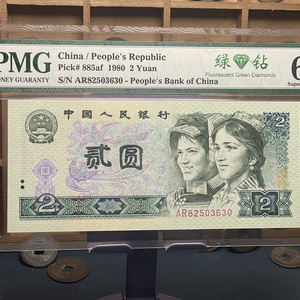 PMG
China / People's Republic
Pick# 885af 1980 2 Yuan
S/N AR82503630 - People's Bank of China
绿 钻
Fluorescent Green Diamonds
中国人民银行
贰圆
2
2
2
AR82503630